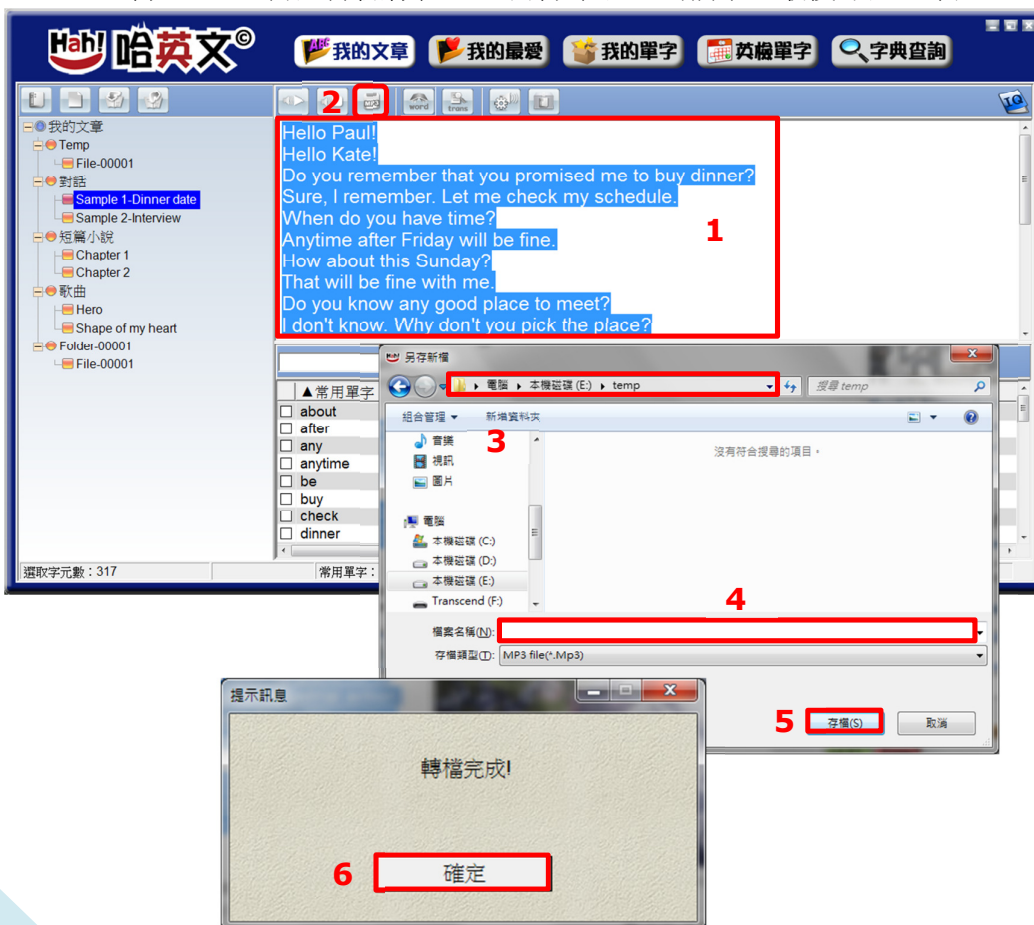 Hah! 哈英文©
ABC 我的文章
我的最愛
我的單字
英檢單字
字典查詢
2
MP3
word
trans
IQ
我的文章
Temp
File-00001
對話
Sample 1-Dinner date
Sample 2-Interview
短篇小說
Chapter 1
Chapter 2
歌曲
Hero
Shape of my heart
Folder-00001
File-00001
Hello Paul!
Hello Kate!
Do you remember that you promised me to buy dinner?
Sure, I remember. Let me check my schedule.
When do you have time?
Anytime after Friday will be fine.
How about this Sunday?
That will be fine with me.
Do you know any good place to meet?
I don't know. Why don't you pick the place?
1
▲常用單字
about
after
any
anytime
be
buy
check
dinner
選取字元數：317
常用單字：
另存新檔
電腦 ▸ 本機磁碟 (E:) ▸ temp
搜尋 temp
組合管理 ▼
新增資料夾
3
音樂
視訊
圖片
電腦
本機磁碟 (C:)
本機磁碟 (D:)
本機磁碟 (E:)
Transcend (F:)
沒有符合搜尋的項目。
4
檔案名稱(N):
存檔類型(T): MP3 file(*.Mp3)
5
存檔(S)
取消
提示訊息
轉檔完成!
6
確定